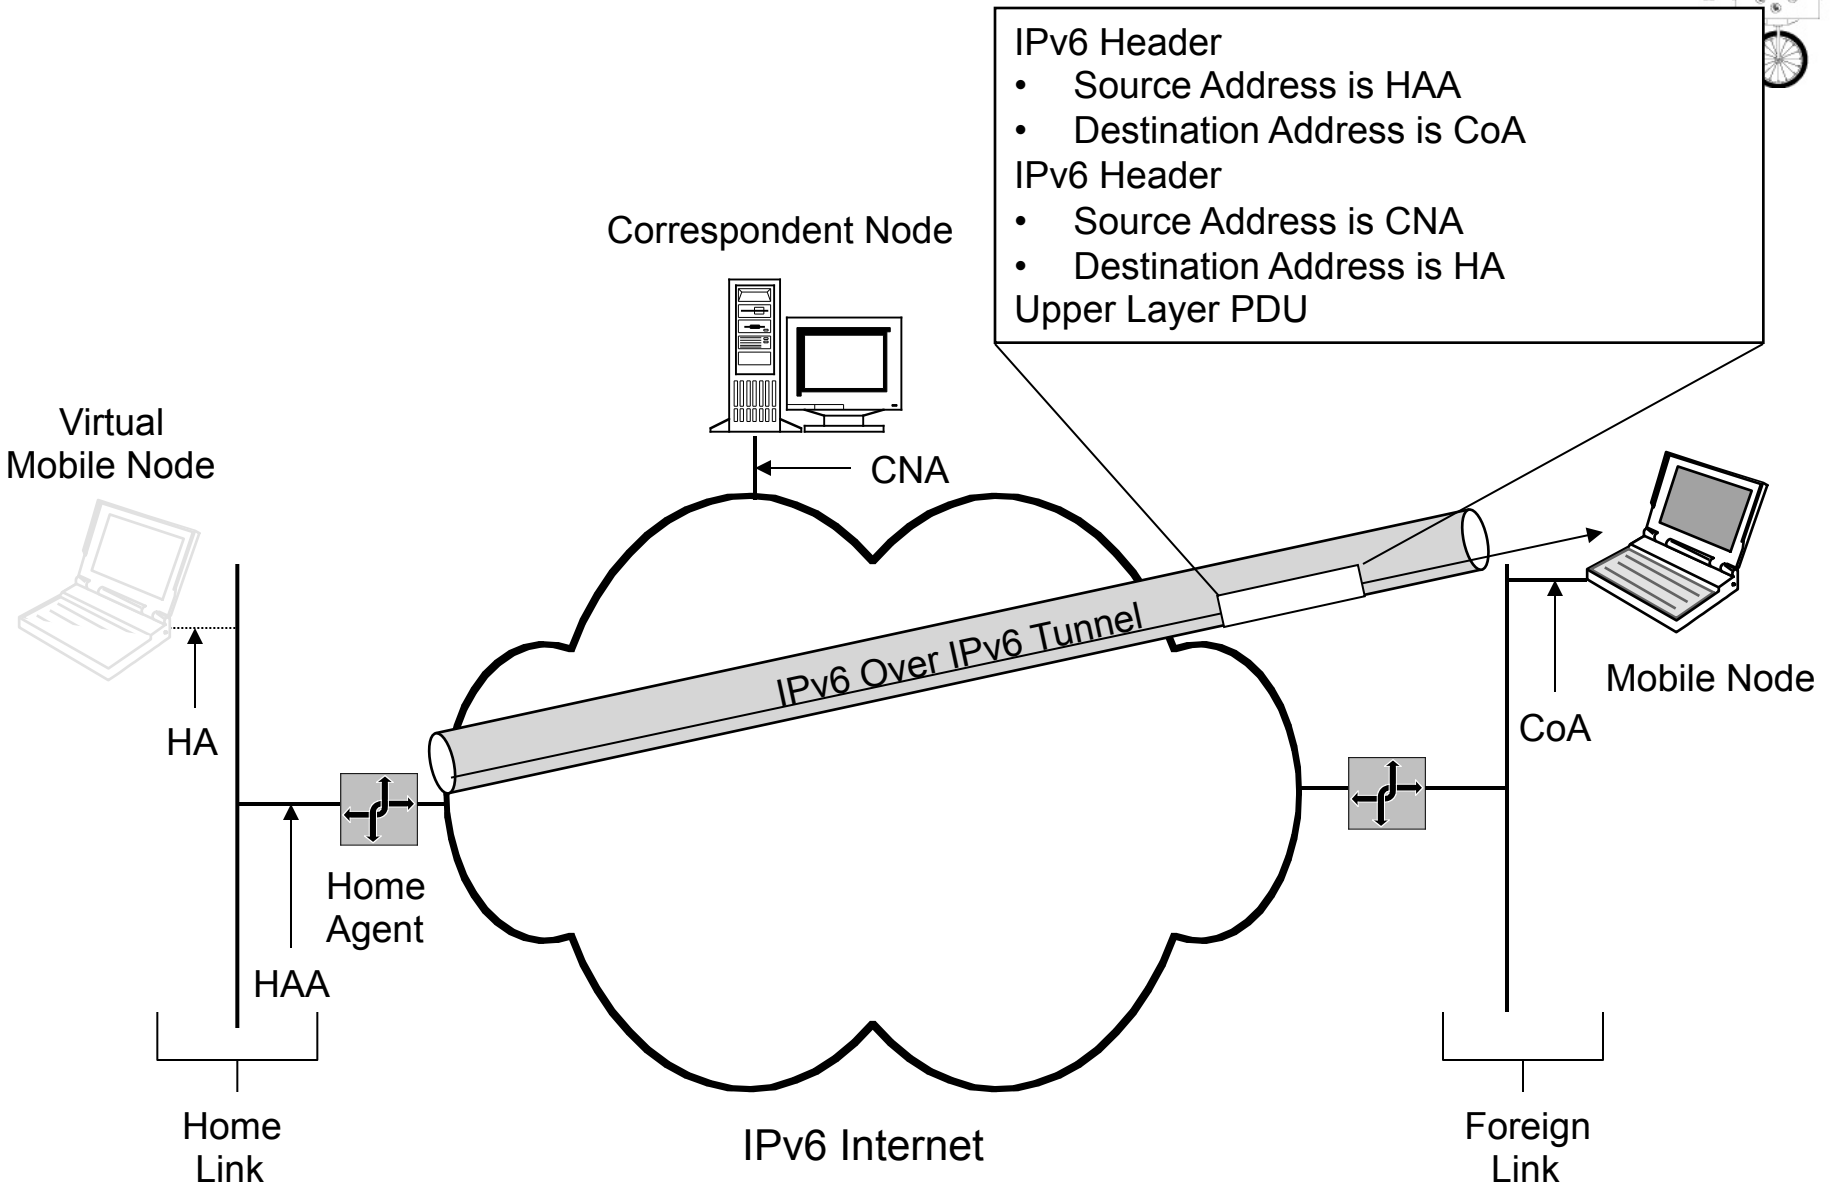 IPv6 Header
• Source Address is HAA
• Destination Address is CoA
IPv6 Header
• Source Address is CNA
• Destination Address is HA
Upper Layer PDU
Correspondent Node
CNA
Virtual
Mobile Node
HA
Home
Agent
HAA
Home
Link
IPv6 Over IPv6 Tunnel
IPv6 Internet
Mobile Node
CoA
Foreign
Link